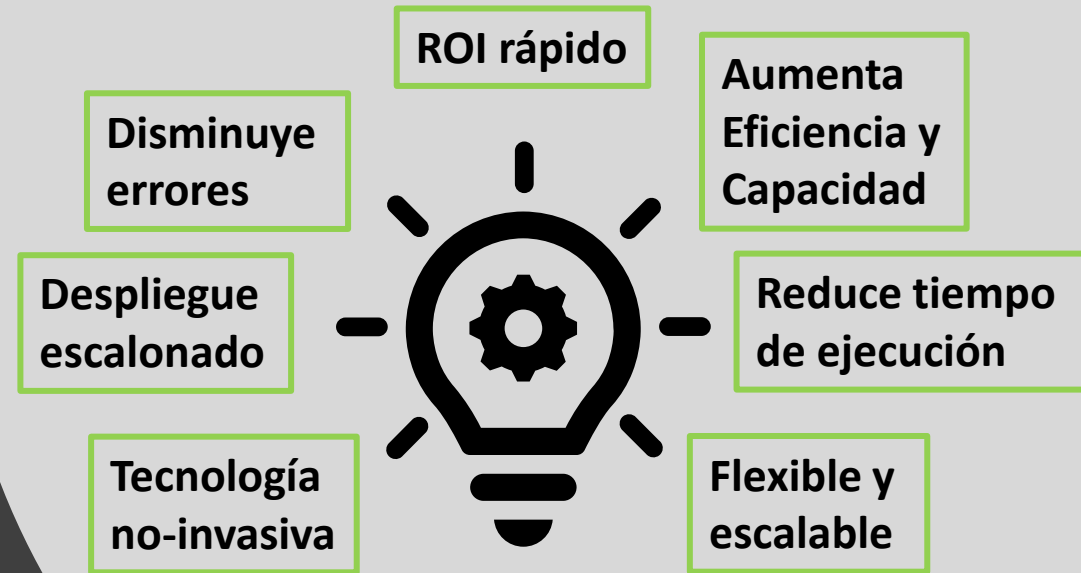 ROI rápido
Aumenta
Eficiencia y
Capacidad
Disminuye
errores
Despliegue
escalonado
Reduce tiempo
de ejecución
Tecnología
no-invasiva
Flexible y
escalable